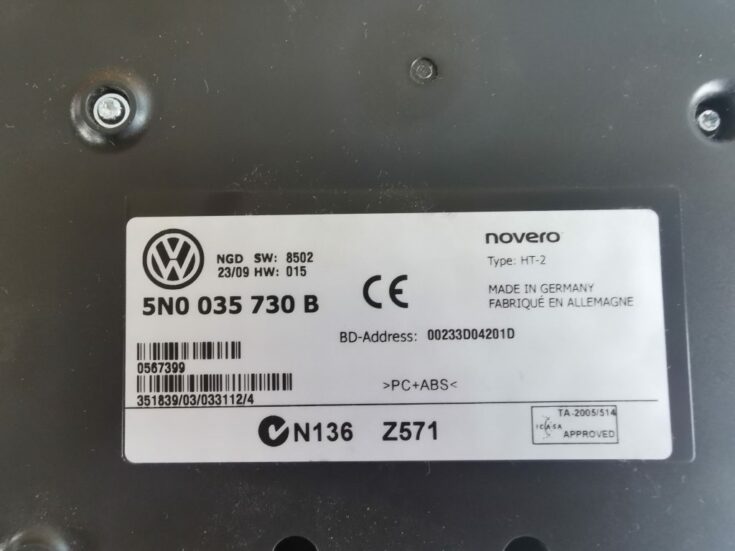 NGD SW: 8502
23/09 HW: 015
5N0 035 730 B
0567399
351839/03/033112/4
CE
novero
Type: HT-2
MADE IN GERMANY
FABRIQUÉ EN ALLEMAGNE
BD-Address: 00233D04201D
>PC+ABS<
N136 Z571
TA-2005/514
ICASA
APPROVED